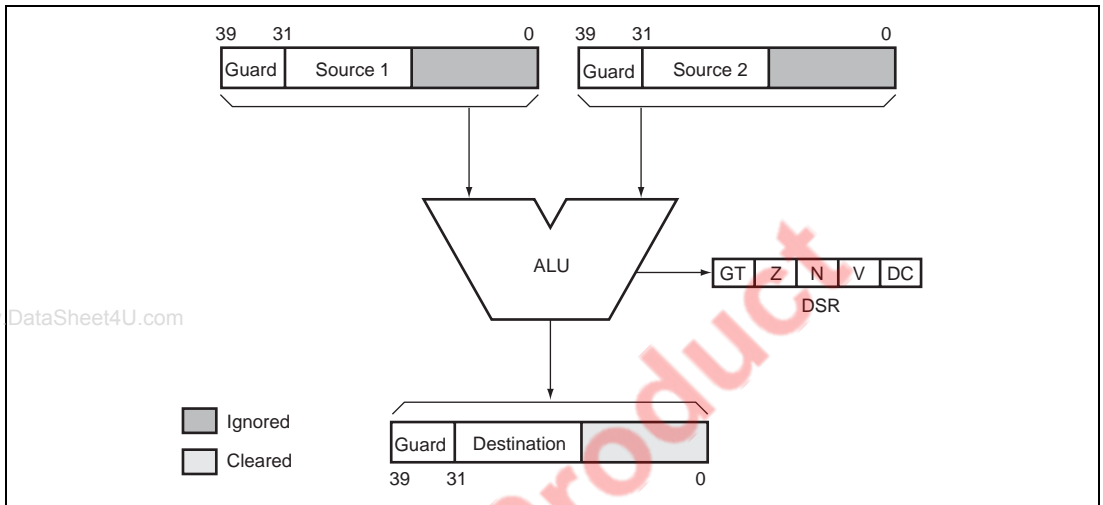 39 31 0 39 31 0
Guard Source 1 Guard Source 2
ALU
GT Z N V DC
DSR
.DataSheet4U.com
Ignored
Cleared
Guard Destination
39 31 0
roduct